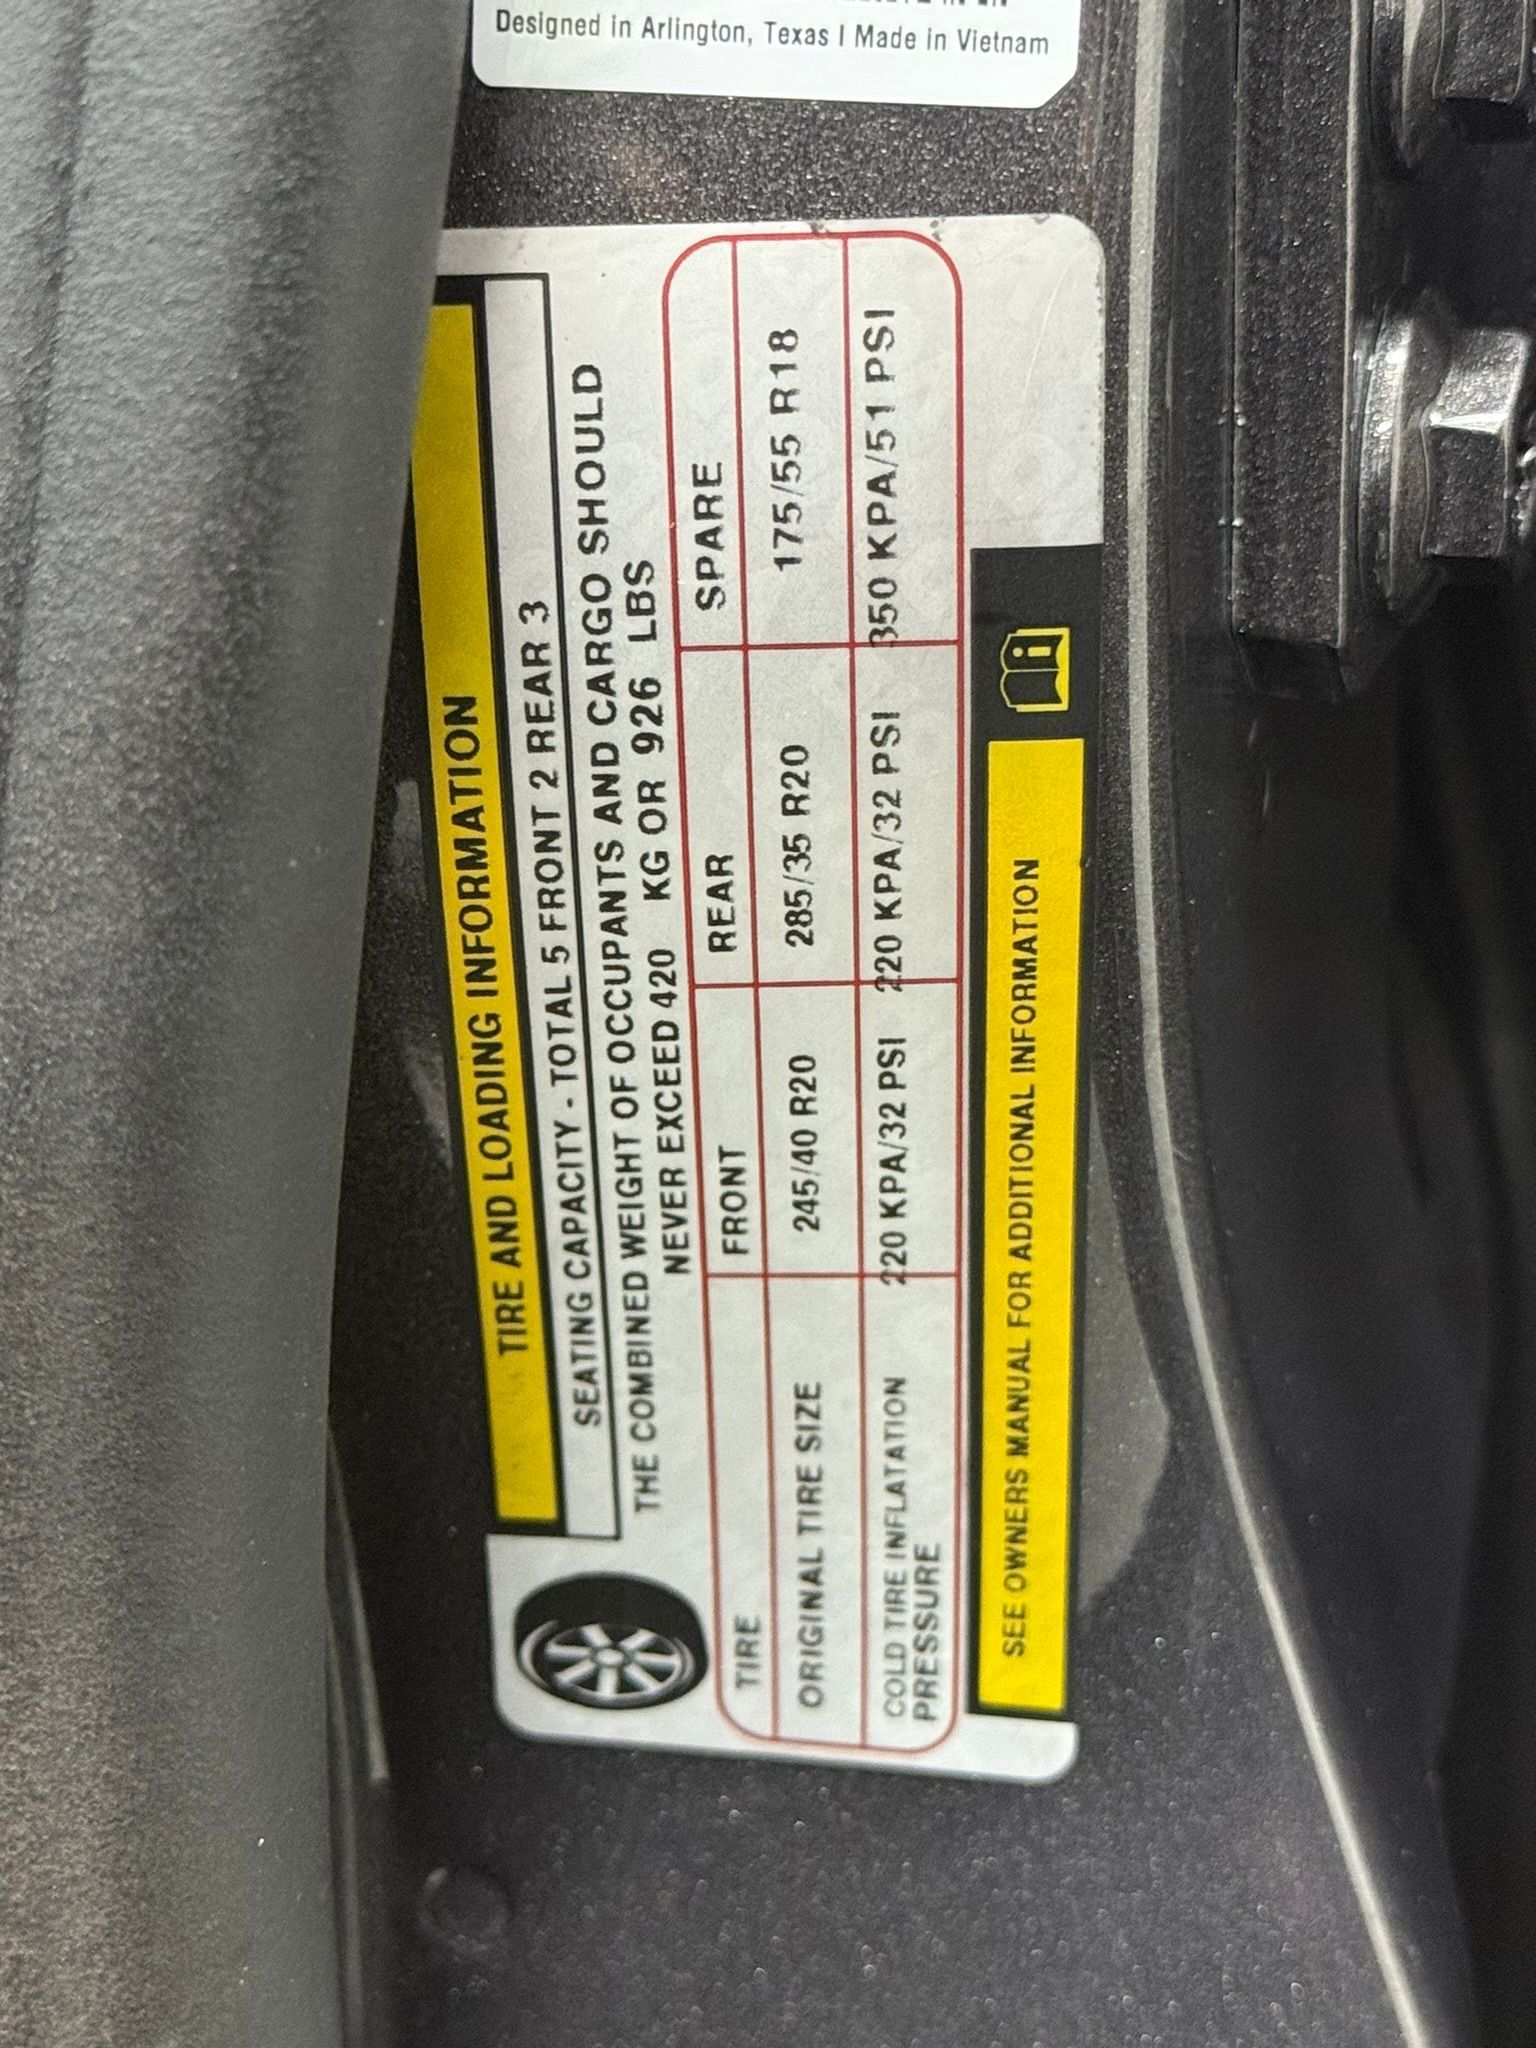 Designed in Arlington, Texas | Made in Vietnam
TIRE AND LOADING INFORMATION
SEATING CAPACITY - TOTAL 5 FRONT 2 REAR 3
THE COMBINED WEIGHT OF OCCUPANTS AND CARGO SHOULD
NEVER EXCEED 420 KG OR 926 LBS
TIRE FRONT REAR SPARE
ORIGINAL TIRE SIZE 245/40 R20 285/35 R20 175/55 R18
COLD TIRE INFLATATION PRESSURE 220 KPA/32 PSI 220 KPA/32 PSI 350 KPA/51 PSI
SEE OWNERS MANUAL FOR ADDITIONAL INFORMATION